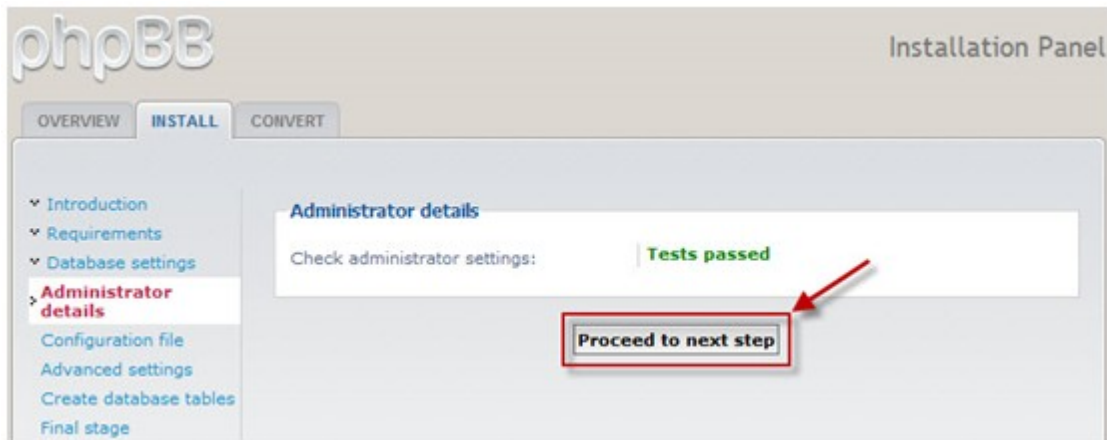 phpBB
Installation Panel
OVERVIEW INSTALL CONVERT
Introduction
Requirements
Database settings
Administrator
details
Configuration file
Advanced settings
Create database tables
Final stage
Administrator details
Check administrator settings: Tests passed
Proceed to next step